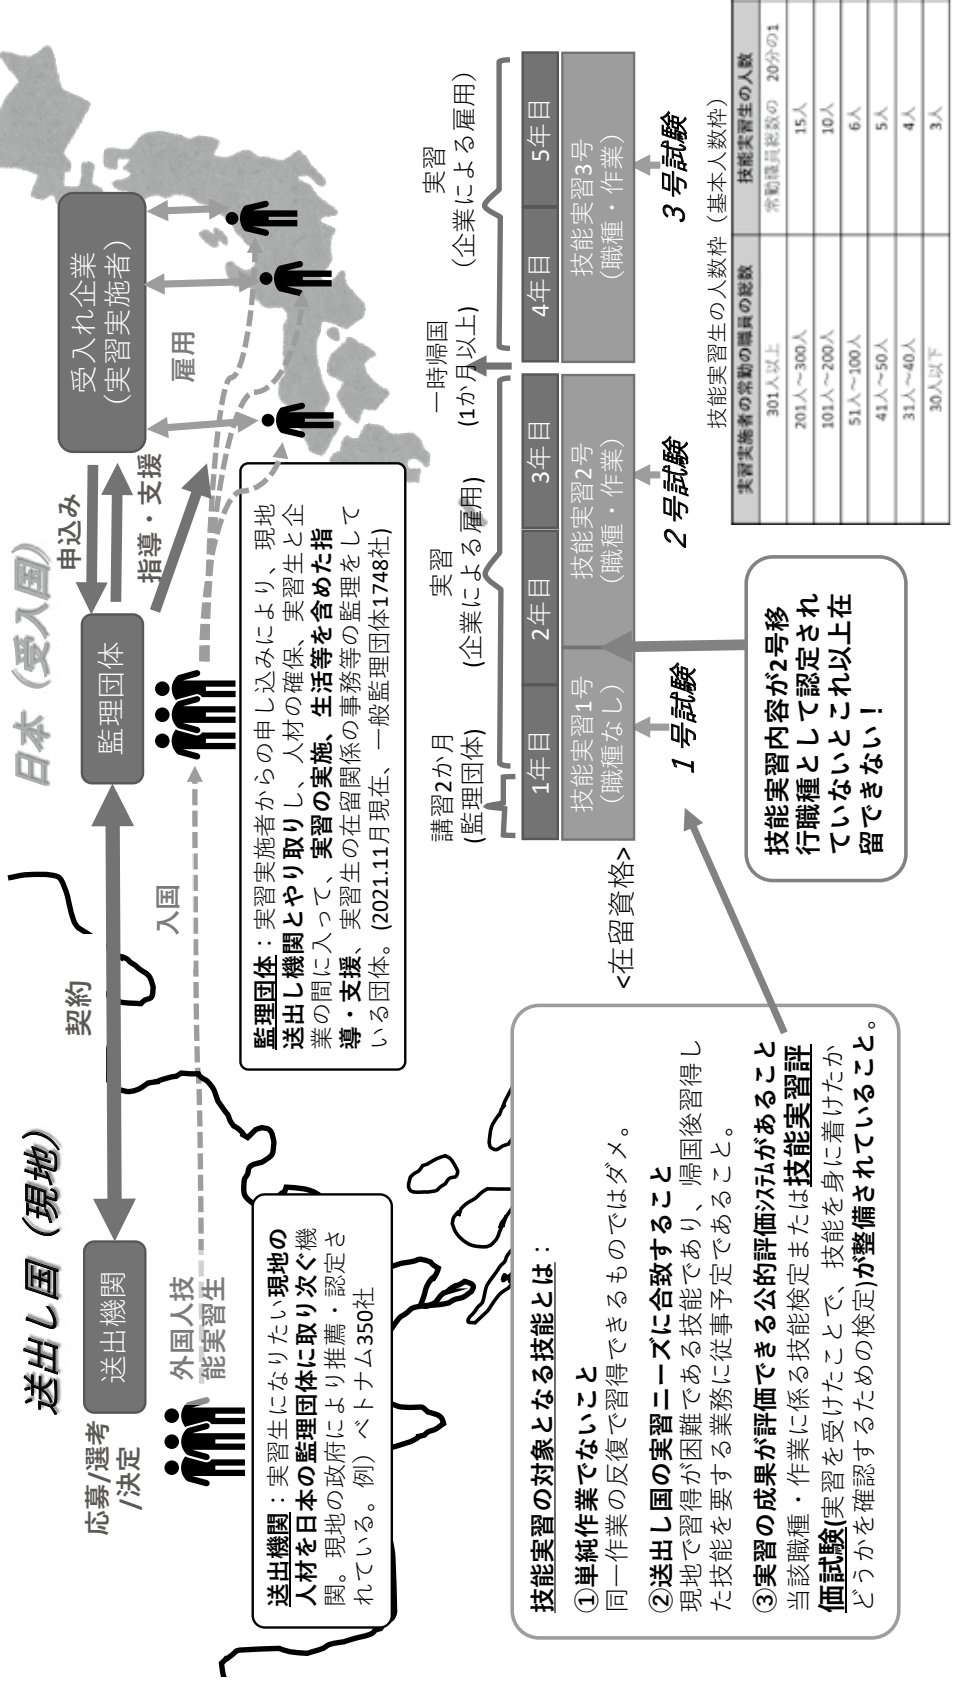 送出し国（現地）
日本（受入国）
応募/選考
/決定
送出機関
契約
監理団体
申込み
指導・支援
受入れ企業
(実習実施者)
雇用
外国人技
能実習生
入国
送出機関：実習生になりたい現地の
人材を日本の監理団体に取り次ぐ機
関。現地の政府により推薦・認定さ
れている。例）ベトナム350社
監理団体：実習実施者からの申し込みにより、現地
送出し機関とやり取りし、人材の確保、実習生と企
業の間に入って、実習の実施、生活等を含めた指
導・支援、実習生の在留関係の事務等の監理をして
いる団体。(2021.11月現在、一般監理団体1748社)
講習2か月
(監理団体)
実習
(企業による雇用)
一時帰国
(1か月以上)
実習
（企業による雇用）
1年目
2年目
3年目
4年目
5年目
<在留資格>
技能実習1号
（職種なし）
技能実習2号
（職種・作業）
技能実習3号
（職種・作業）
１号試験
２号試験
３号試験
技能実習の対象となる技能とは：
①単純作業でないこと
同一作業の反復で習得できるものではダメ。
②送出し国の実習ニーズに合致すること
現地で習得が困難である技能であり、帰国後習得し
た技能を要する業務に従事予定であること。
③実習の成果が評価できる公的評価ｼｽﾃﾑがあること
当該職種・作業に係る技能検定または技能実習評
価試験(実習を受けたことで、技能を身に着けたか
どうかを確認するための検定)が整備されていること。
技能実習内容が2号移
行職種として認定され
ていないとこれ以上在
留できない！
技能実習生の人数枠（基本人数枠）
実習実施者の常勤の職員の総数 技能実習生の人数
301人以上 常勤職員総数の 20分の1
201人～300人 15人
101人～200人 10人
51人～100人 6人
41人～50人 5人
31人～40人 4人
30人以下 3人